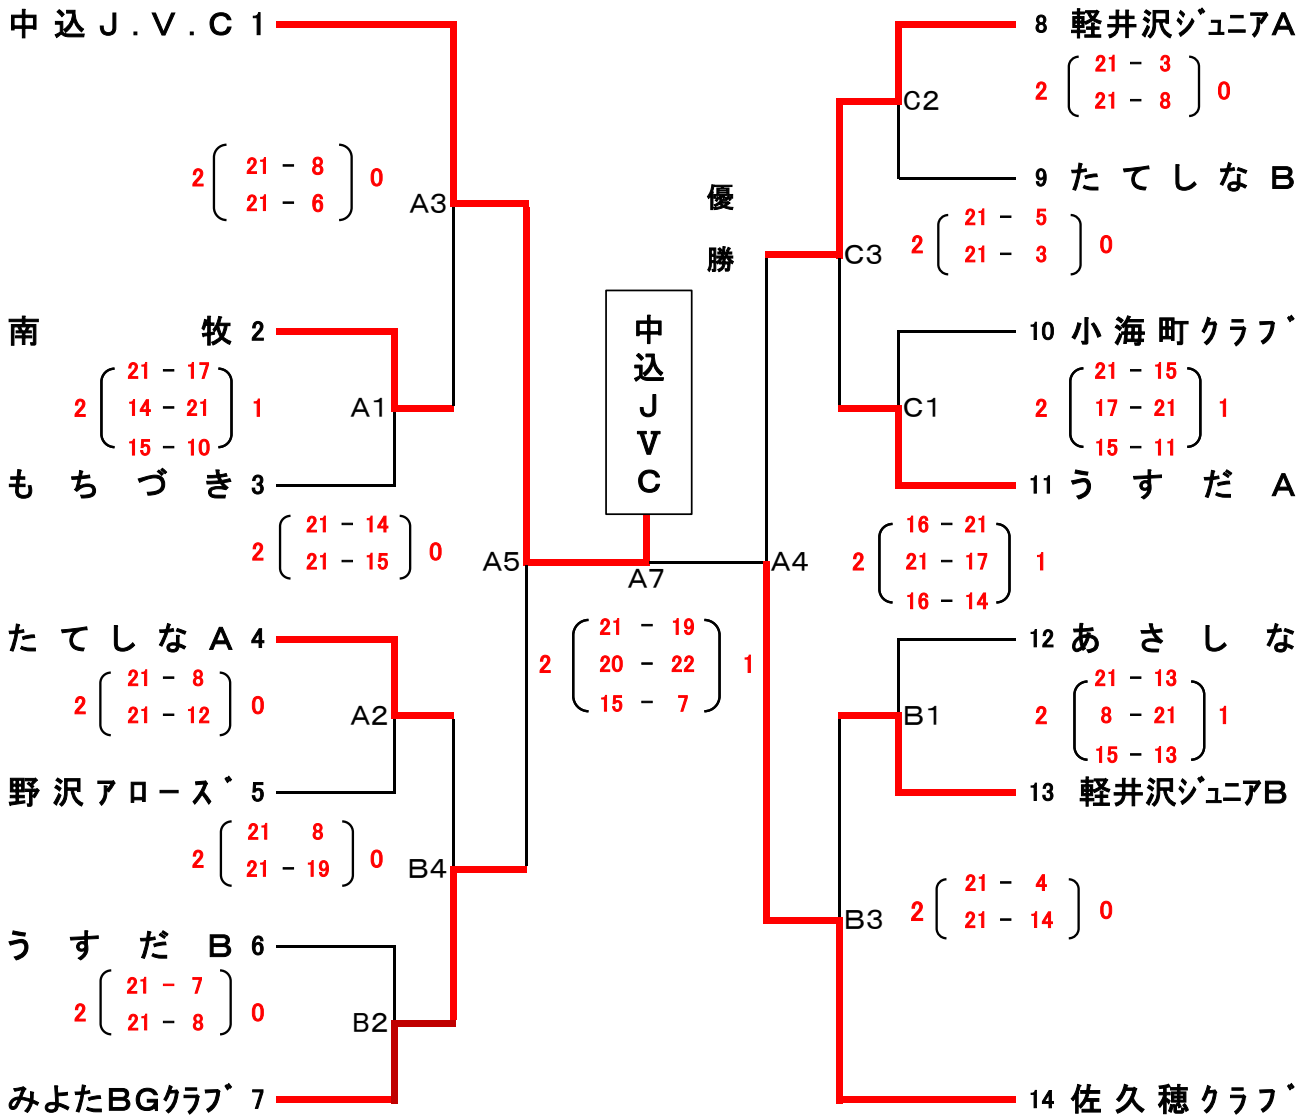 中込J.V.C 1
2 21 - 8 0
21 - 6
A3
南牧 2
21 - 17
2 14 - 21 1
15 - 10
A1
もちづき 3
21 - 14
2 21 - 15 0
A5
たてしなA 4
21 - 8
2 21 - 12 0
A2
野沢アローズ 5
21 8
2 21 - 19 0
B4
うすだB 6
21 - 7
2 21 - 8 0
B2
みよたBGクラブ 7
優勝
中込JVC
A7
21 - 19
2 20 - 22 1
15 - 7
8 軽井沢ジュニアA
21 - 3
2 21 - 8 0
C2
9 たてしなB
21 - 5
2 21 - 3 0
C3
10 小海町クラブ
21 - 15
2 17 - 21 1
15 - 11
C1
11 うすだA
16 - 21
2 21 - 17 1
16 - 14
A4
12 あさしな
21 - 13
2 8 - 21 1
15 - 13
B1
13 軽井沢ジュニアB
21 - 4
2 21 - 14 0
B3
14 佐久穂クラブ